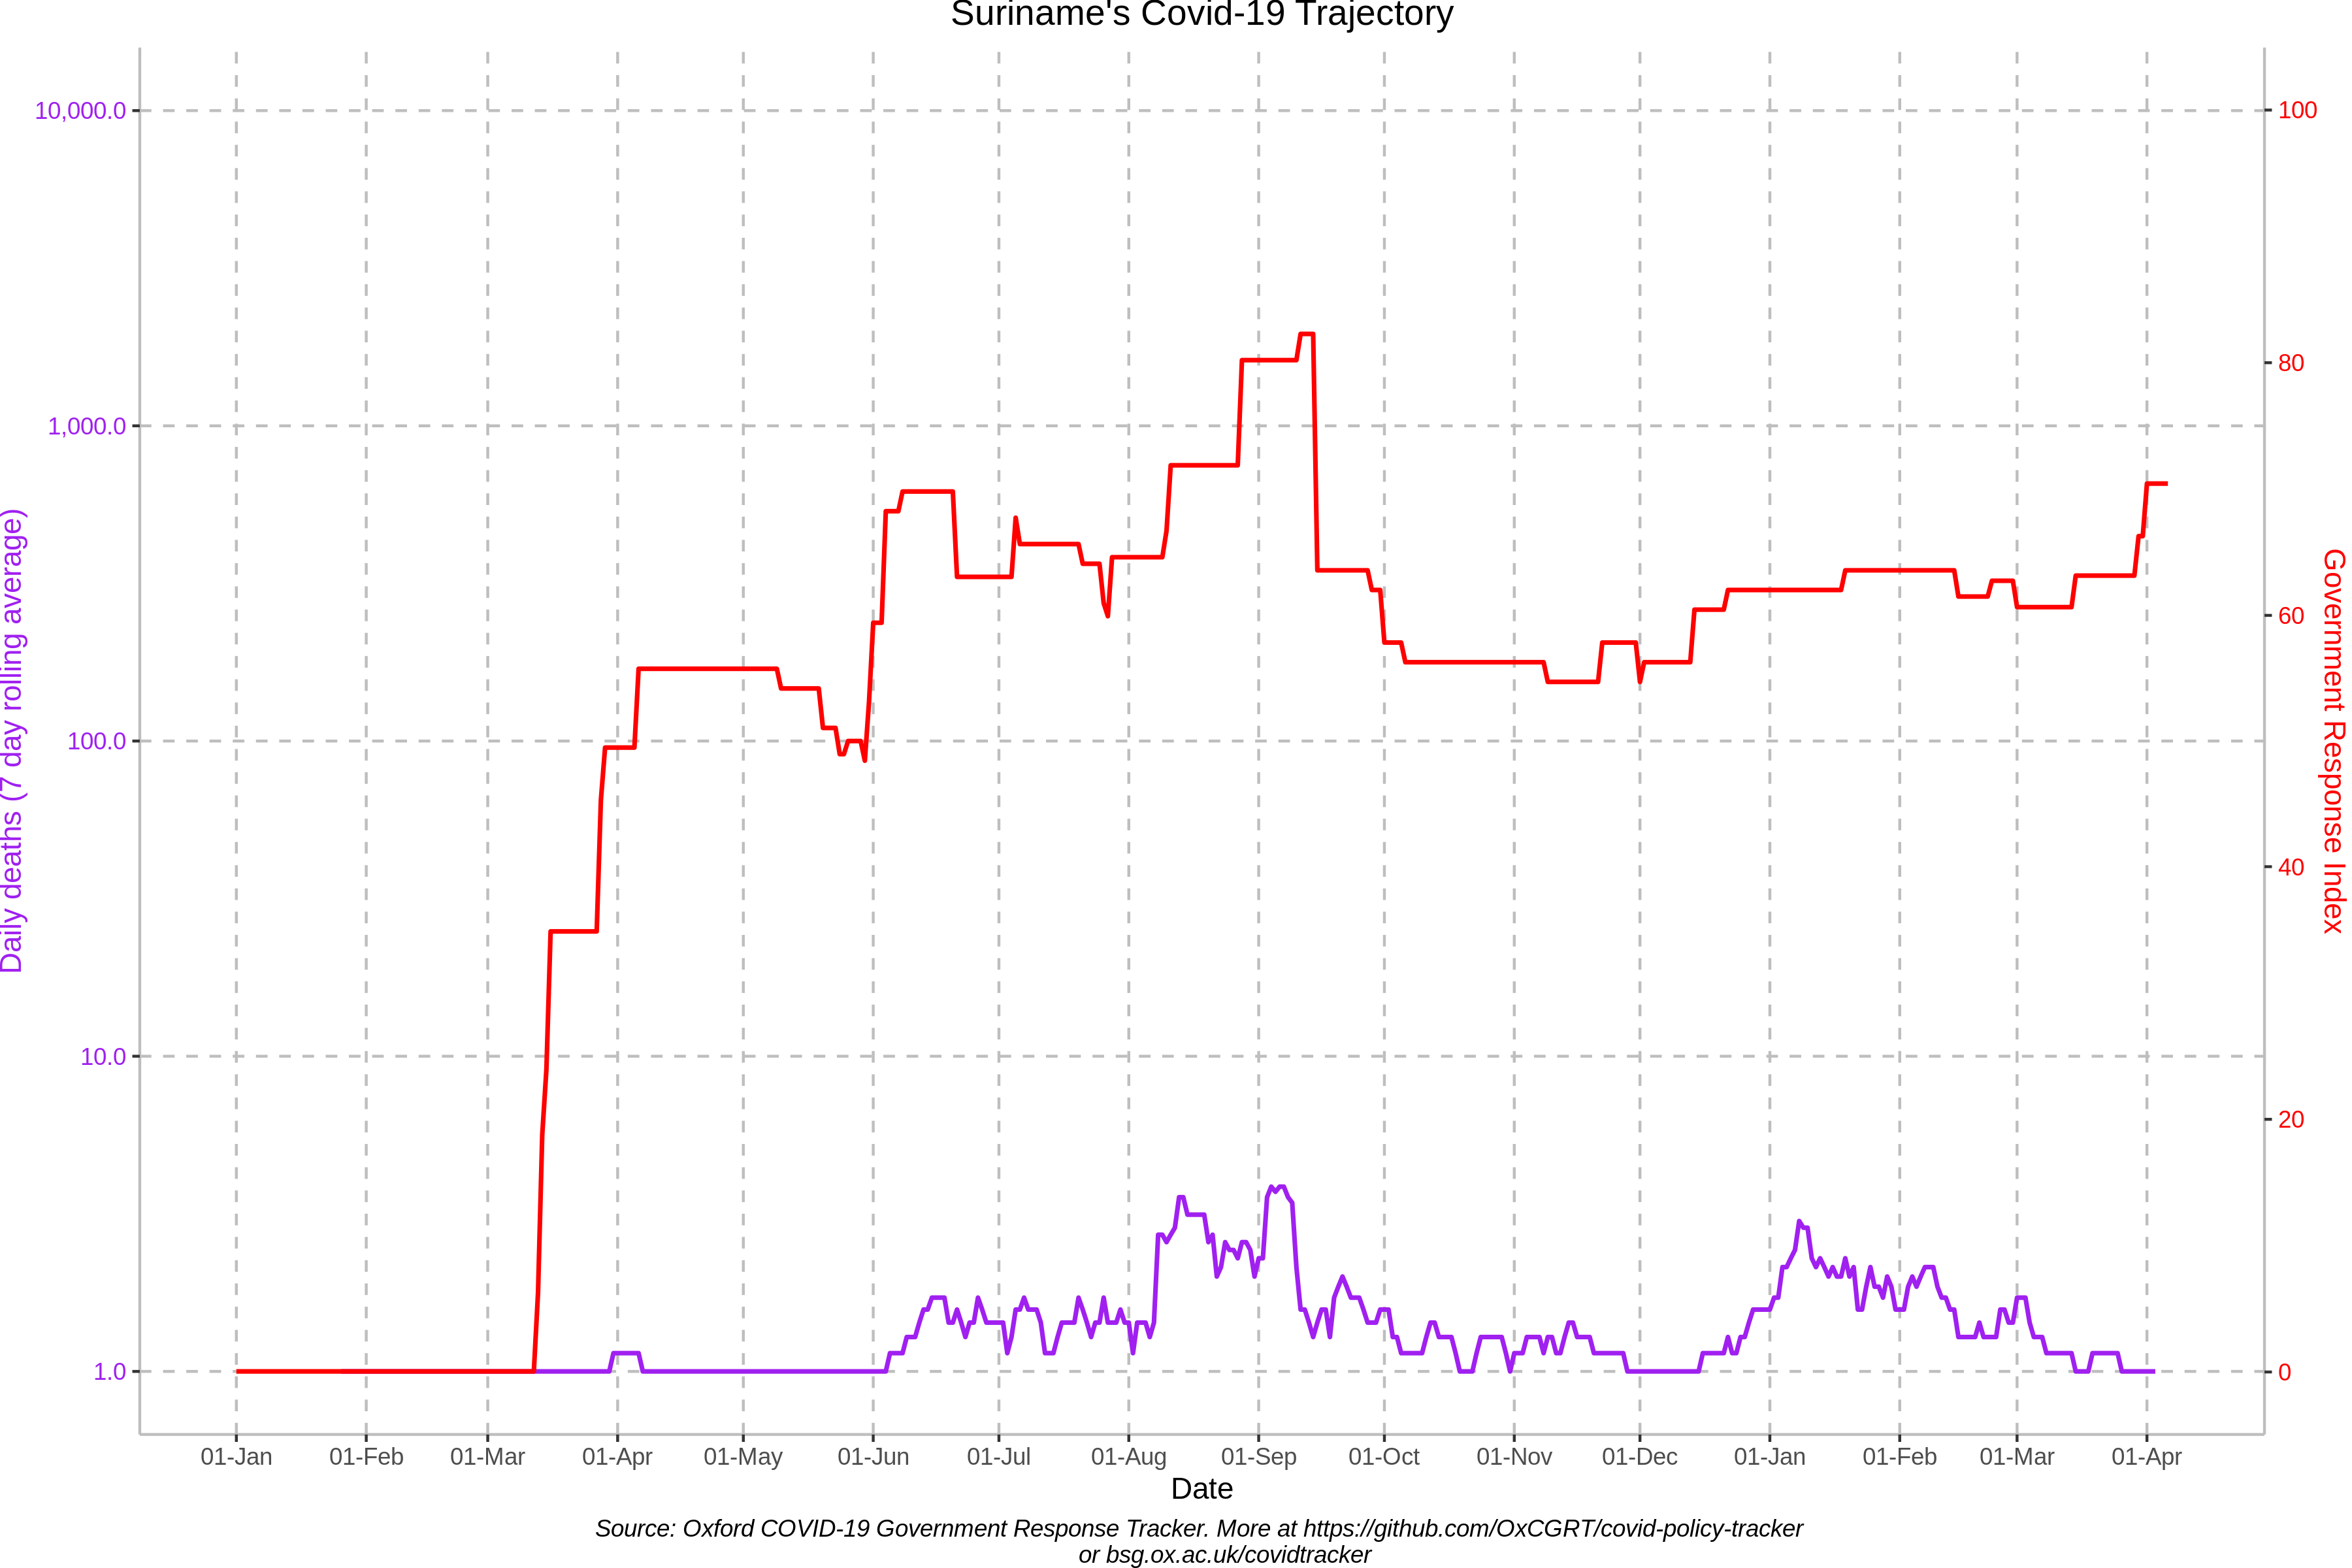 Suriname's Covid-19 Trajectory
10,000.0
1,000.0
100.0
10.0
1.0
Daily deaths (7 day rolling average)
100
80
60
40
20
0
Government Response Index
01-Jan 01-Feb 01-Mar 01-Apr 01-May 01-Jun 01-Jul 01-Aug 01-Sep 01-Oct 01-Nov 01-Dec 01-Jan 01-Feb 01-Mar 01-Apr
Date
Source: Oxford COVID-19 Government Response Tracker. More at https://github.com/OxCGRT/covid-policy-tracker
or bsg.ox.ac.uk/covidtracker